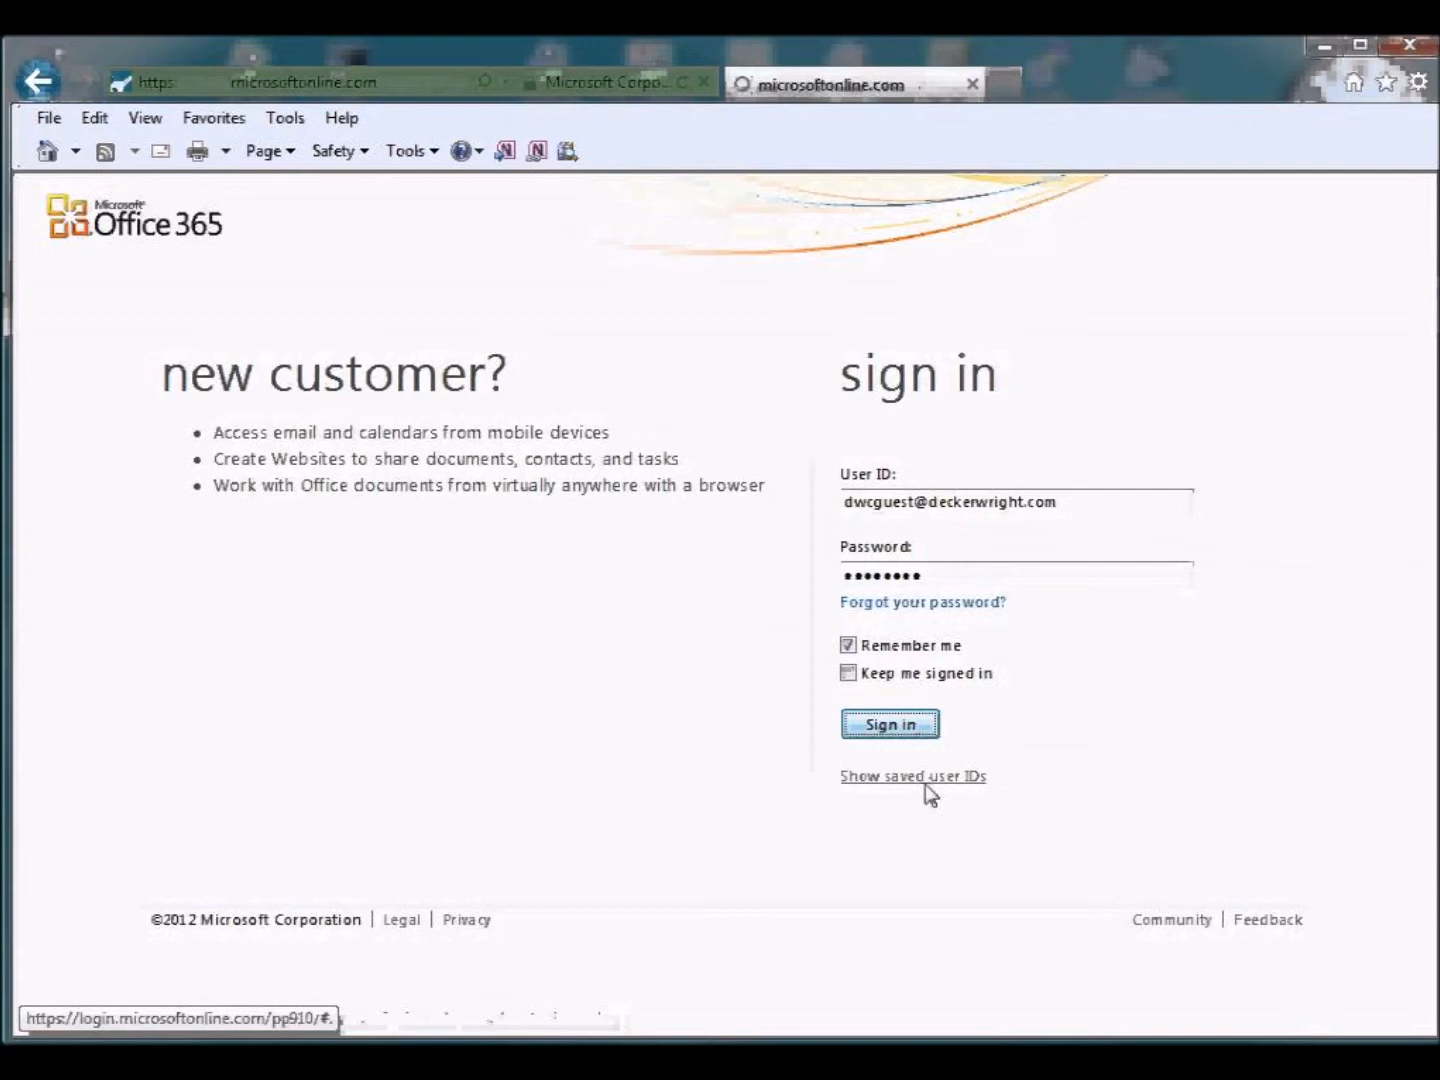 https: microsoftonline.com Microsoft Corpo... microsoftonline.com
File Edit View Favorites Tools Help
Page Safety Tools
Microsoft
Office 365
new customer?
• Access email and calendars from mobile devices
• Create Websites to share documents, contacts, and tasks
• Work with Office documents from virtually anywhere with a browser
sign in
User ID:
dwcguest@deckerwright.com
Password:
••••••••
Forgot your password?
Remember me
Keep me signed in
Sign in
Show saved user IDs
©2012 Microsoft Corporation | Legal | Privacy
Community | Feedback
https://login.microsoftonline.com/pp910/#.